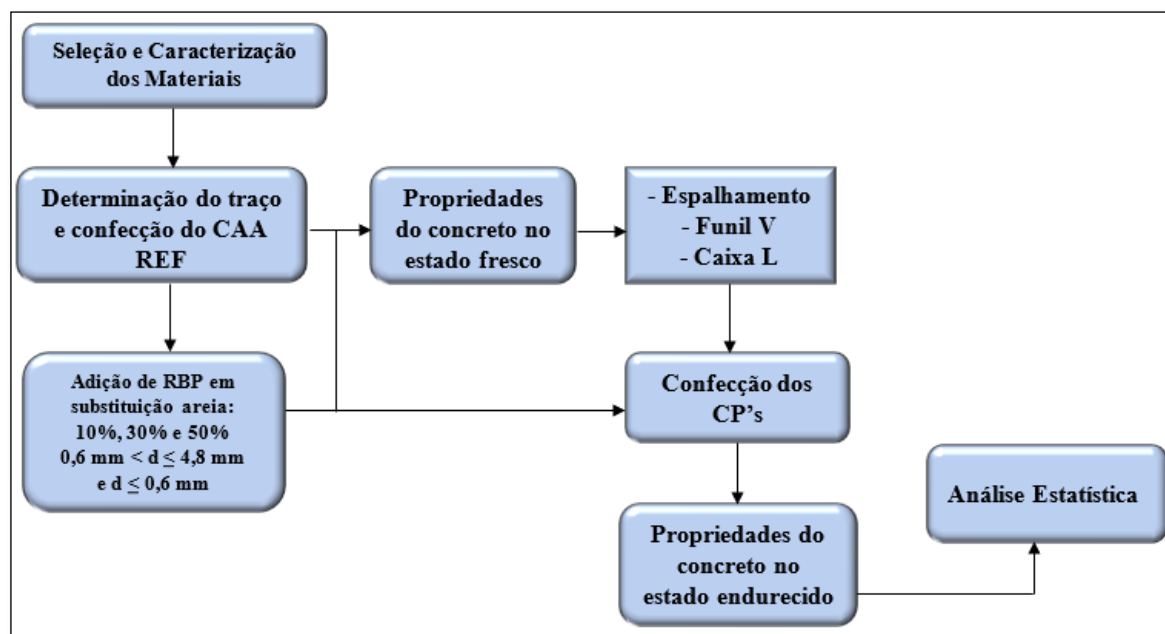 Seleção e Caracterização
dos Materiais
Determinação do traço
e confecção do CAA
REF
Propriedades
do concreto no
estado fresco
- Espalhamento
- Funil V
- Caixa L
Adição de RBP em
substituição areia:
10%, 30% e 50%
0,6 mm < d ≤ 4,8 mm
e d ≤ 0,6 mm
Confecção dos
CP’s
Propriedades do
concreto no
estado endurecido
Análise Estatística